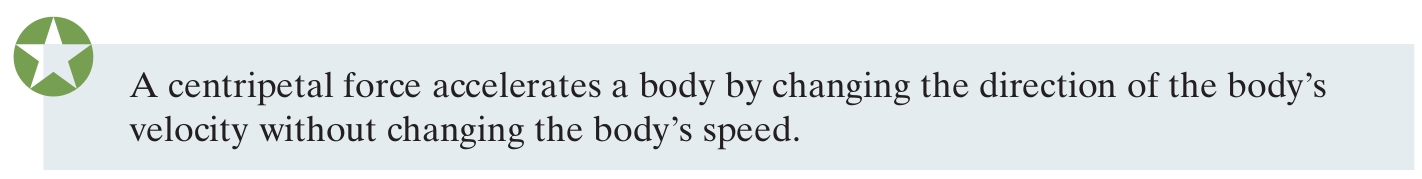 A centripetal force accelerates a body by changing the direction of the body’s
velocity without changing the body’s speed.